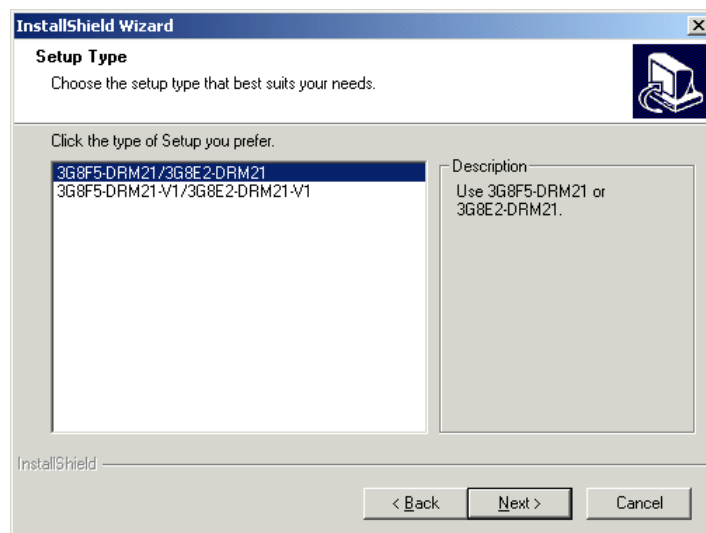 InstallShield Wizard
Setup Type
Choose the setup type that best suits your needs.
Click the type of Setup you prefer.
3G8F5-DRM21/3G8E2-DRM21
3G8F5-DRM21-V1/3G8E2-DRM21-V1
Description
Use 3G8F5-DRM21 or
3G8E2-DRM21.
InstallShield
< Back
Next >
Cancel